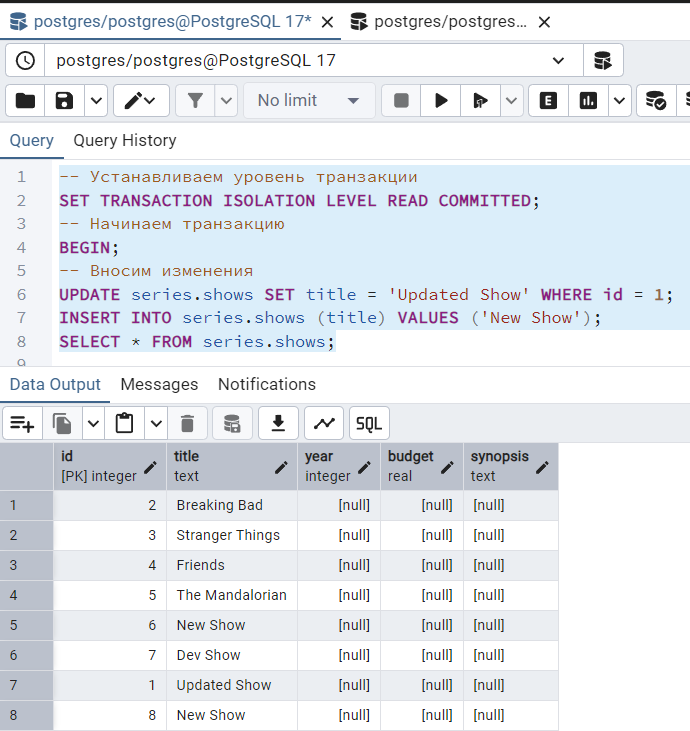 postgres/postgres@PostgreSQL 17* postgres/postgres...
postgres/postgres@PostgreSQL 17
No limit E
Query Query History
1 -- Устанавливаем уровень транзакции
2 SET TRANSACTION ISOLATION LEVEL READ COMMITTED;
3 -- Начинаем транзакцию
4 BEGIN;
5 -- Вносим изменения
6 UPDATE series.shows SET title = 'Updated Show' WHERE id = 1;
7 INSERT INTO series.shows (title) VALUES ('New Show');
8 SELECT * FROM series.shows;
9
Data Output Messages Notifications
SQL
id title year budget synopsis
[PK] integer text integer real text
1 2 Breaking Bad [null] [null] [null]
2 3 Stranger Things [null] [null] [null]
3 4 Friends [null] [null] [null]
4 5 The Mandalorian [null] [null] [null]
5 6 New Show [null] [null] [null]
6 7 Dev Show [null] [null] [null]
7 1 Updated Show [null] [null] [null]
8 8 New Show [null] [null] [null]